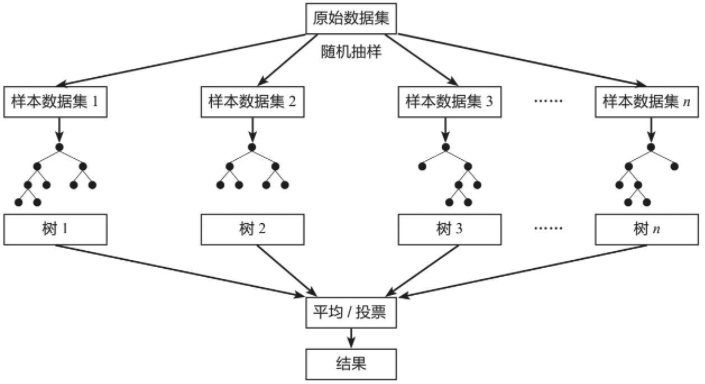 原始数据集
随机抽样
样本数据集 1
样本数据集 2
样本数据集 3
……
样本数据集 n
树 1
树 2
树 3
……
树 n
平均 / 投票
结果